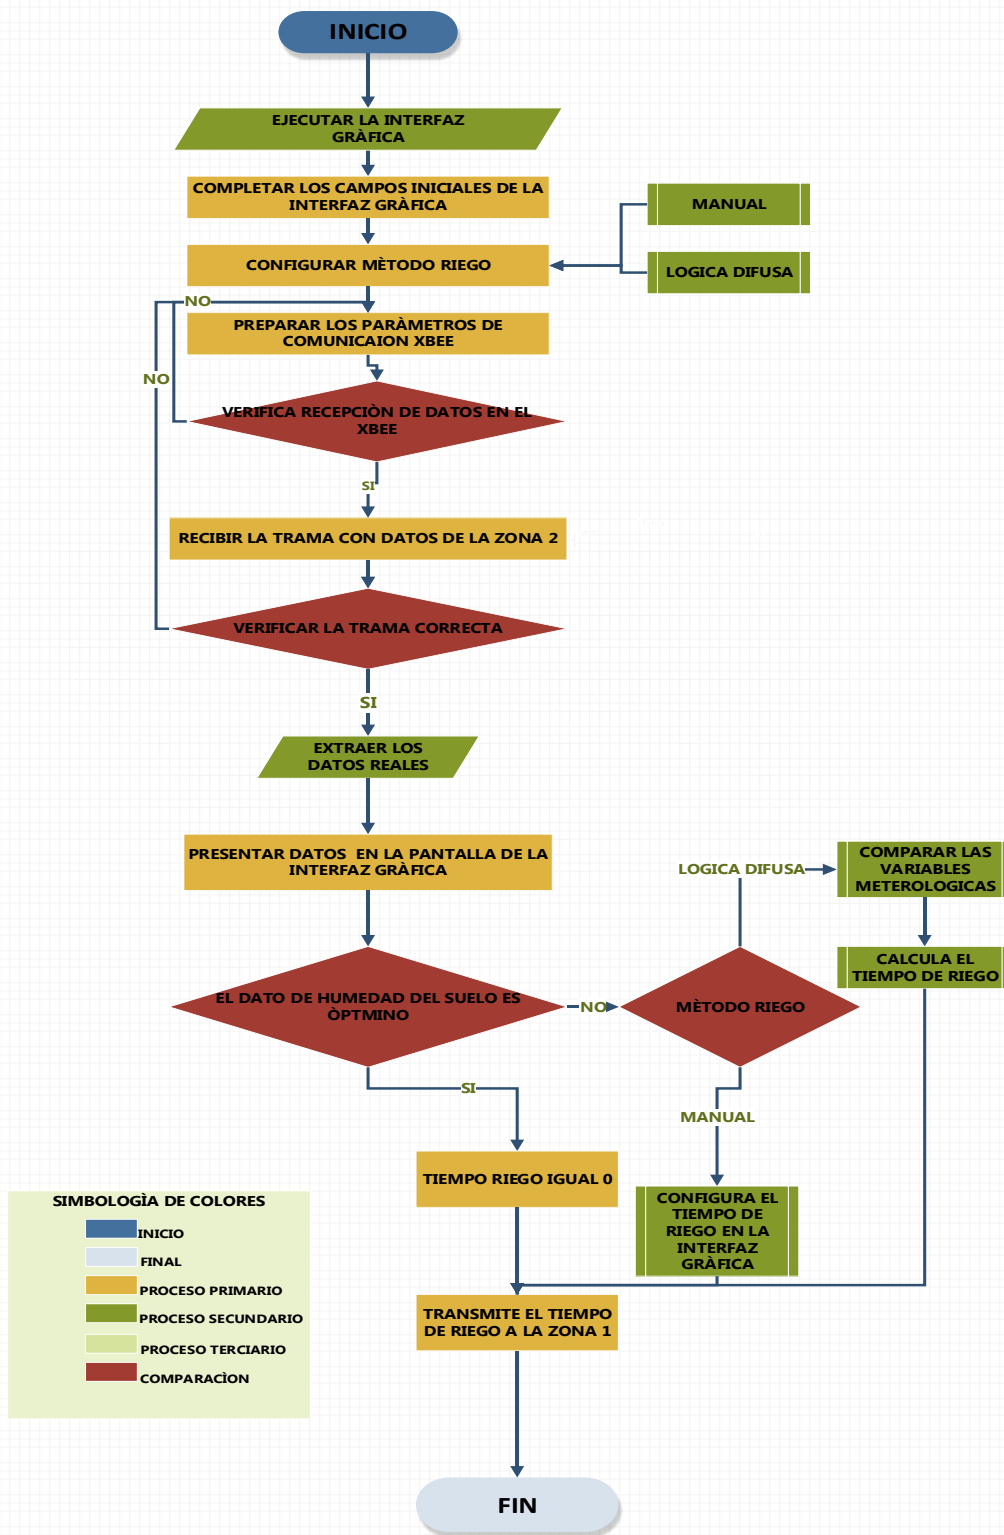 INICIO
EJECUTAR LA INTERFAZ
GRÀFICA
COMPLETAR LOS CAMPOS INICIALES DE LA
INTERFAZ GRÀFICA
MANUAL
CONFIGURAR MÈTODO RIEGO
LOGICA DIFUSA
NO
PREPARAR LOS PARÀMETROS DE
COMUNICAION XBEE
NO
VERIFICA RECEPCIÒN DE DATOS EN EL
XBEE
SI
RECIBIR LA TRAMA CON DATOS DE LA ZONA 2
VERIFICAR LA TRAMA CORRECTA
SI
EXTRAER LOS
DATOS REALES
PRESENTAR DATOS  EN LA PANTALLA DE LA
INTERFAZ GRÀFICA
LOGICA DIFUSA
COMPARAR LAS
VARIABLES
METEROLOGICAS
CALCULA EL
TIEMPO DE RIEGO
EL DATO DE HUMEDAD DEL SUELO ES
ÒPTMINO
NO
MÈTODO RIEGO
SI
MANUAL
TIEMPO RIEGO IGUAL 0
CONFIGURA EL
TIEMPO DE
RIEGO EN LA
INTERFAZ
GRÀFICA
TRANSMITE EL TIEMPO
DE RIEGO A LA ZONA 1
SIMBOLOGÌA DE COLORES
INICIO
FINAL
PROCESO PRIMARIO
PROCESO SECUNDARIO
PROCESO TERCIARIO
COMPARACÌON
FIN